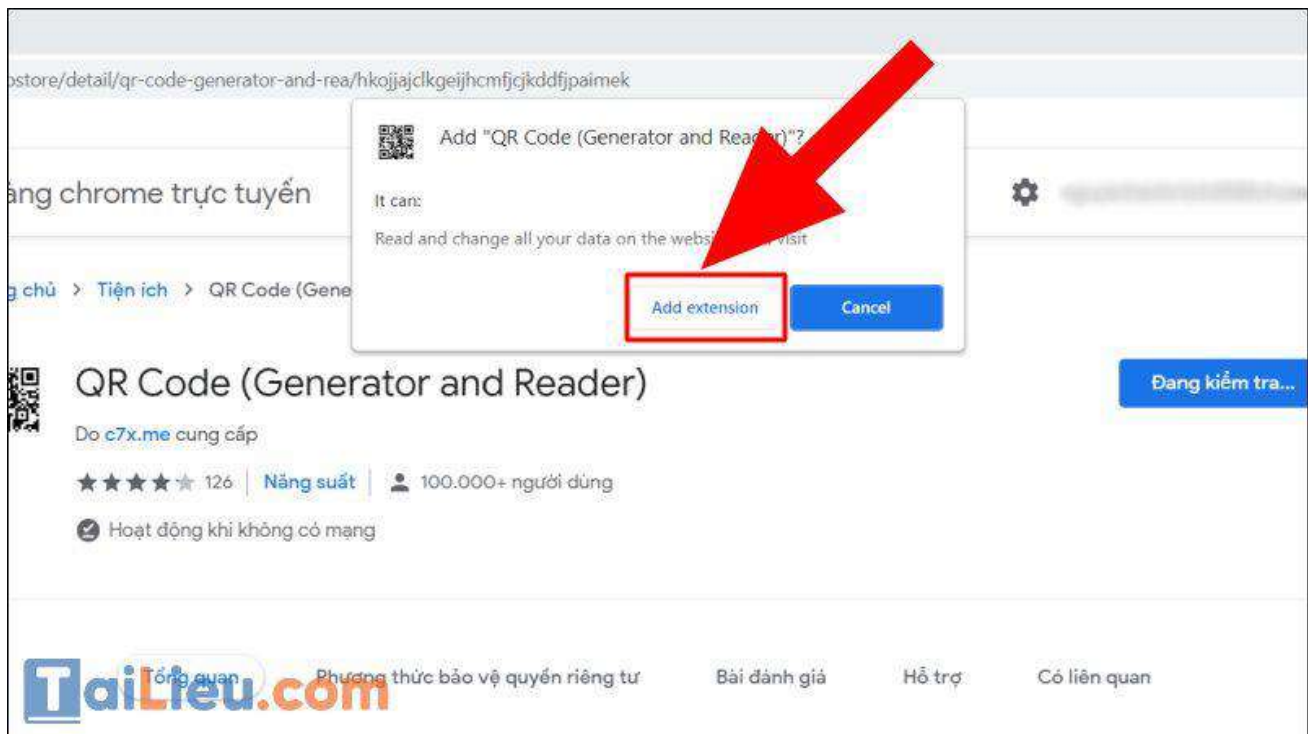 ostore/detail/qr-code-generator-and-rea/hkojjajclkgeijhcmfjcjkddfjpaimek
Add "QR Code (Generator and Reader)"?
àng chrome trực tuyến
It can:
Read and change all your data on the websi visit
g chủ > Tiện ích > QR Code (Gene
Add extension
Cancel
QR Code (Generator and Reader)
Đang kiểm tra...
Do c7x.me cung cấp
126 | Năng suất | 100.000+ người dùng
Hoạt động khi không có mạng
Tổng quan Phương thức bảo vệ quyền riêng tư Bài đánh giá Hỗ trợ Có liên quan
TaiLieu.com